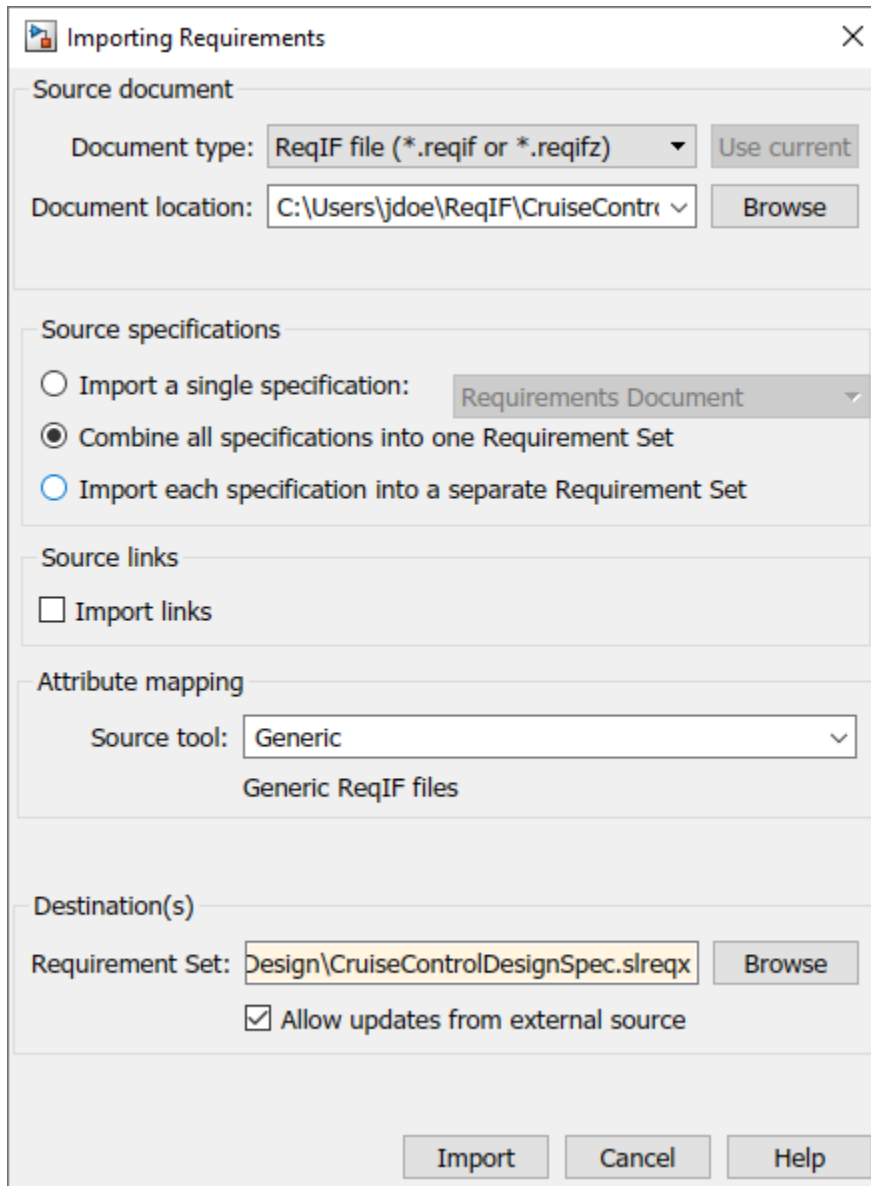 Importing Requirements
Source document
Document type: ReqIF file (*.reqif or *.reqifz) Use current
Document location: C:\Users\jdoe\ReqIF\CruiseContro Browse
Source specifications
Import a single specification: Requirements Document
Combine all specifications into one Requirement Set
Import each specification into a separate Requirement Set
Source links
Import links
Attribute mapping
Source tool: Generic
Generic ReqIF files
Destination(s)
Requirement Set: Design\CruiseControlDesignSpec.slreqx Browse
Allow updates from external source
Import Cancel Help